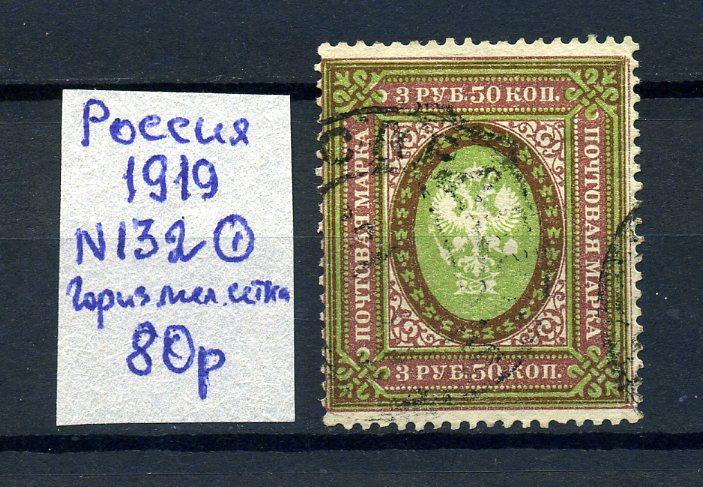 Россия
1919
N132 ①
гориз мел. сетка
80р
3 РУБ. 50 КОП.
ПОЧТОВАЯ МАРКА
ПОЧТОВАЯ МАРКА
3 РУБ. 50 КОП.